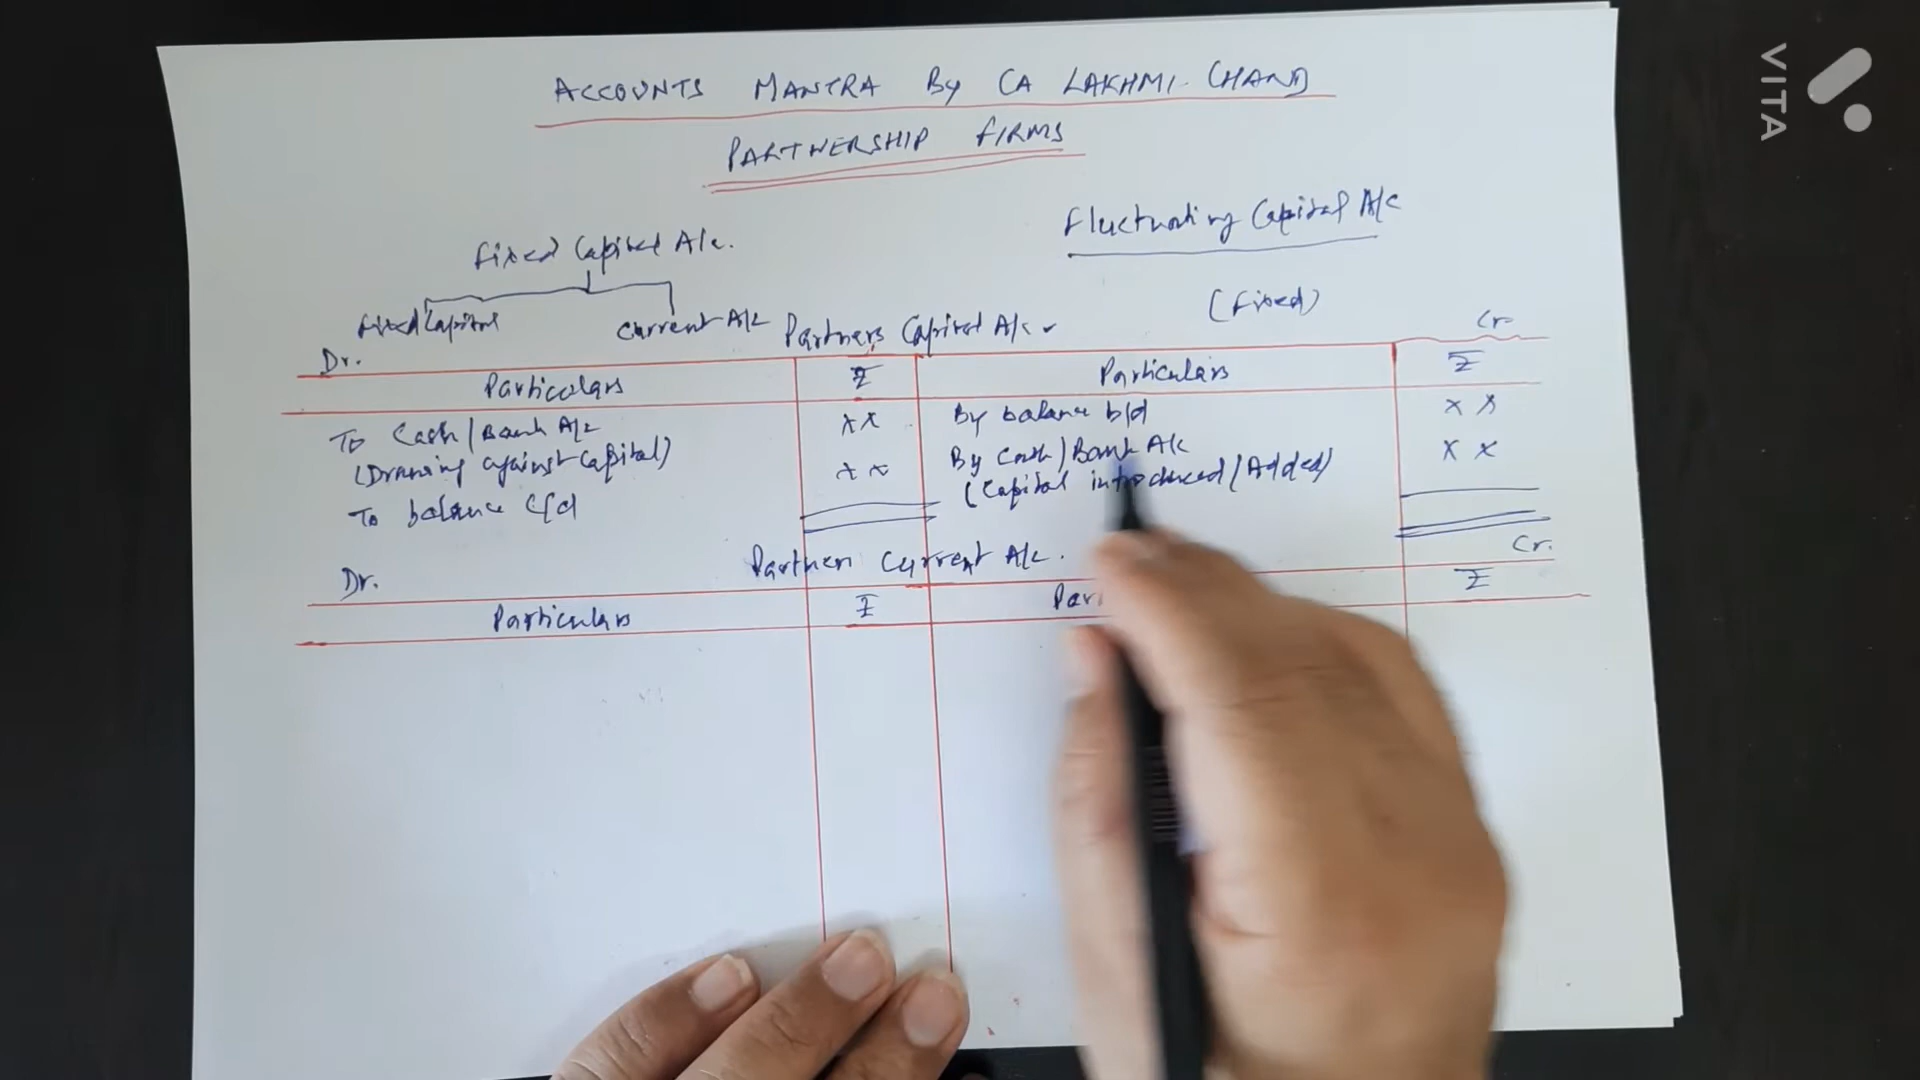 ACCOUNTS MANTRA By CA LAKHMI CHAND
PARTNERSHIP FIRMS
Fixed Capital A/c.
Fluctuating Capital A/c
Fixed Capital
Current A/c
Partners Capital A/c
(Fixed)
Dr.
Cr.
Particulars ₹ Particulars ₹
To Cash/Bank A/c xx By balance b/d xx
(Drawing against capital) By Cash/Bank A/c xx
To balance c/d xx (Capital introduced/Added)
Dr. Partner Current A/c. Cr.
Particulars ₹ Par ₹
VITA